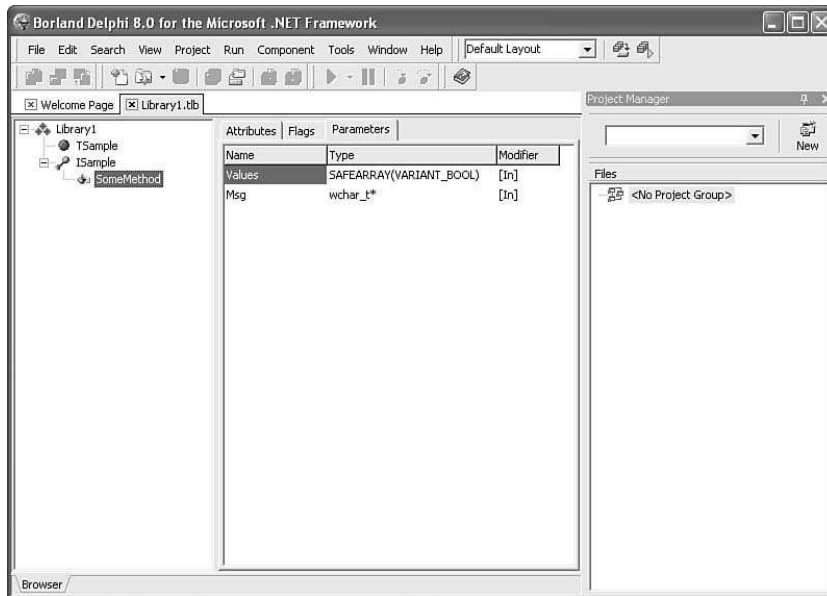 Borland Delphi 8.0 for the Microsoft .NET Framework
File Edit Search View Project Run Component Tools Window Help Default Layout
Welcome Page Library1.tlb
Project Manager
Library1
TSample
ISample
SomeMethod
Attributes Flags Parameters
Name Type Modifier
Values SAFEARRAY(VARIANT_BOOL) [In]
Msg wchar_t* [In]
New
Files
<No Project Group>
Browser